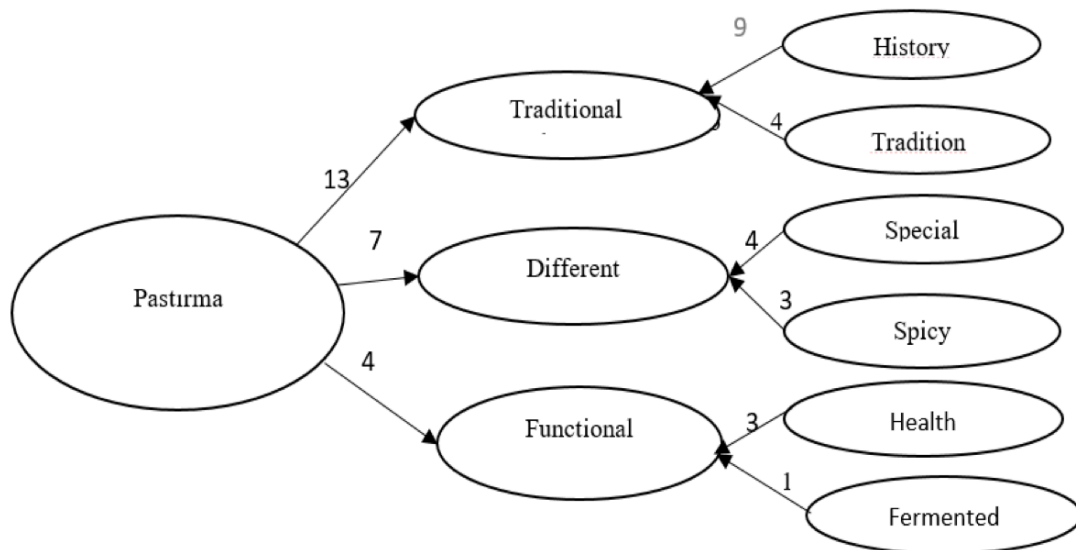 9
History
Traditional
4
Tradition
13
7
4
Special
Different
Pastırma
3
Spicy
4
Functional
3
Health
1
Fermented